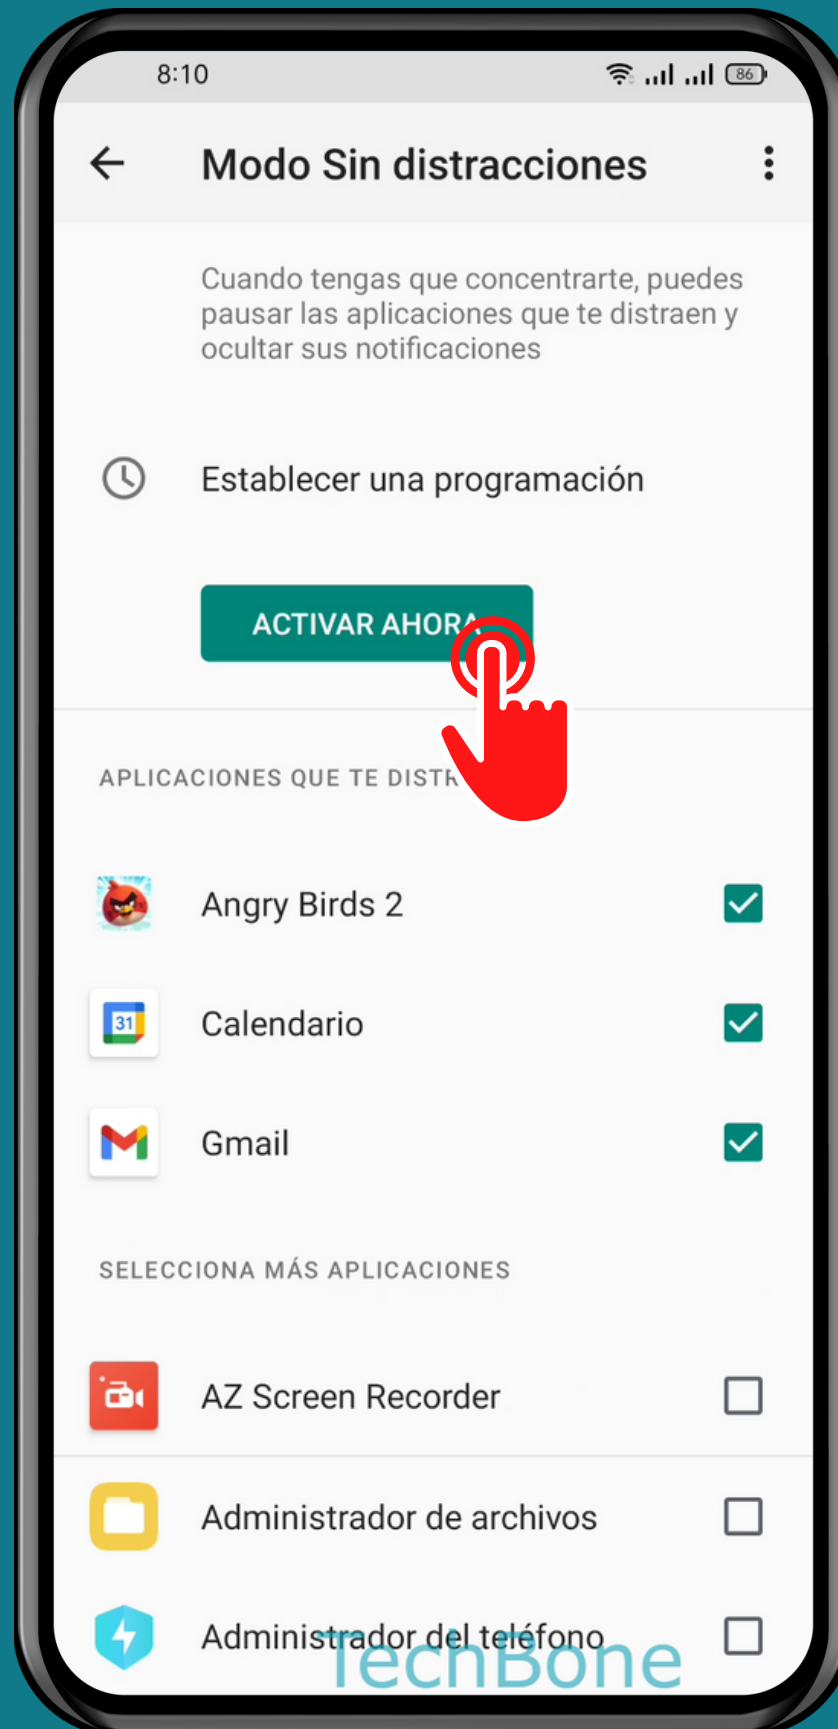 8:10
86
Modo Sin distracciones
Cuando tengas que concentrarte, puedes
pausar las aplicaciones que te distraen y
ocultar sus notificaciones
Establecer una programación
ACTIVAR AHORA
APLICACIONES QUE TE
Angry Birds 2
31
Calendario
Gmail
SELECCIONA MÁS APLICACIONES
AZ Screen Recorder
Administrador de archivos
Administrador del teléfono
TechBone